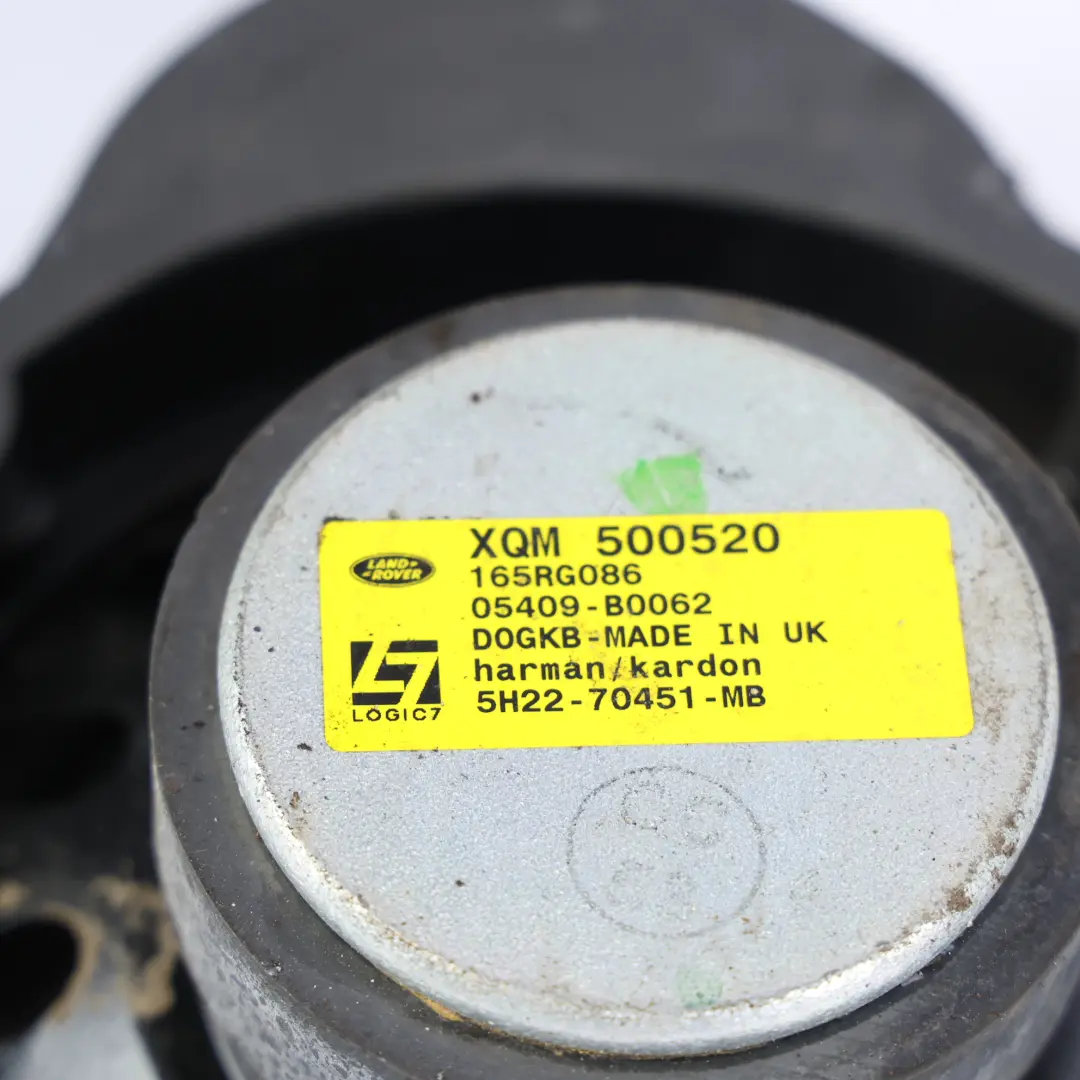 LAND ROVER
XQM 500520
165RG086
05409-B0062
D0GKB-MADE IN UK
harman/kardon
5H22-70451-MB
LOGIC7